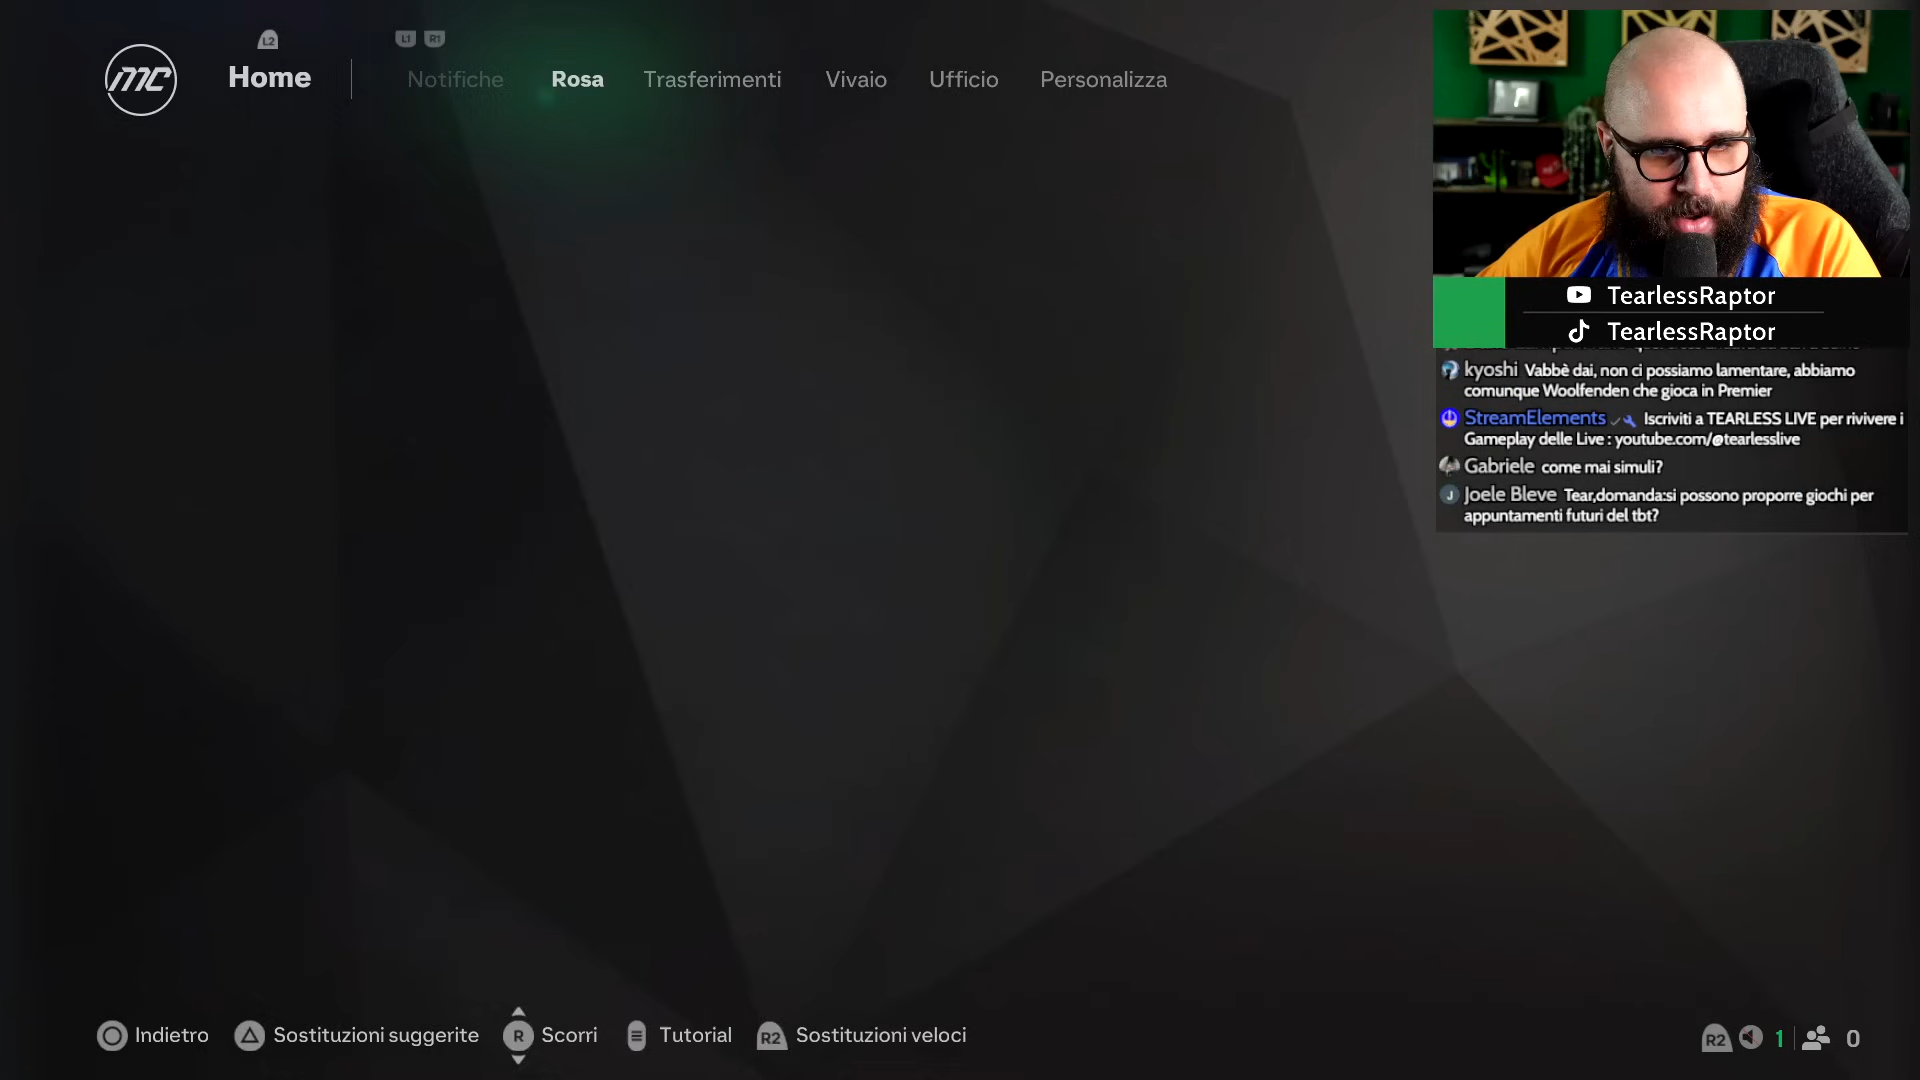 L2
L1 R1
MC
Home
Notifiche Rosa Trasferimenti Vivaio Ufficio Personalizza
TearlessRaptor
TearlessRaptor
kyoshi Vabbè dai, non ci possiamo lamentare, abbiamo
comunque Woolfenden che gioca in Premier
StreamElements Iscriviti a TEARLESS LIVE per rivivere i
Gameplay delle Live : youtube.com/@tearlesslive
Gabriele come mai simuli?
J Joele Bleve Tear,domanda:si possono proporre giochi per
appuntamenti futuri del tbt?
Indietro Sostituzioni suggerite R Scorri Tutorial R2 Sostituzioni veloci
R2 1 0